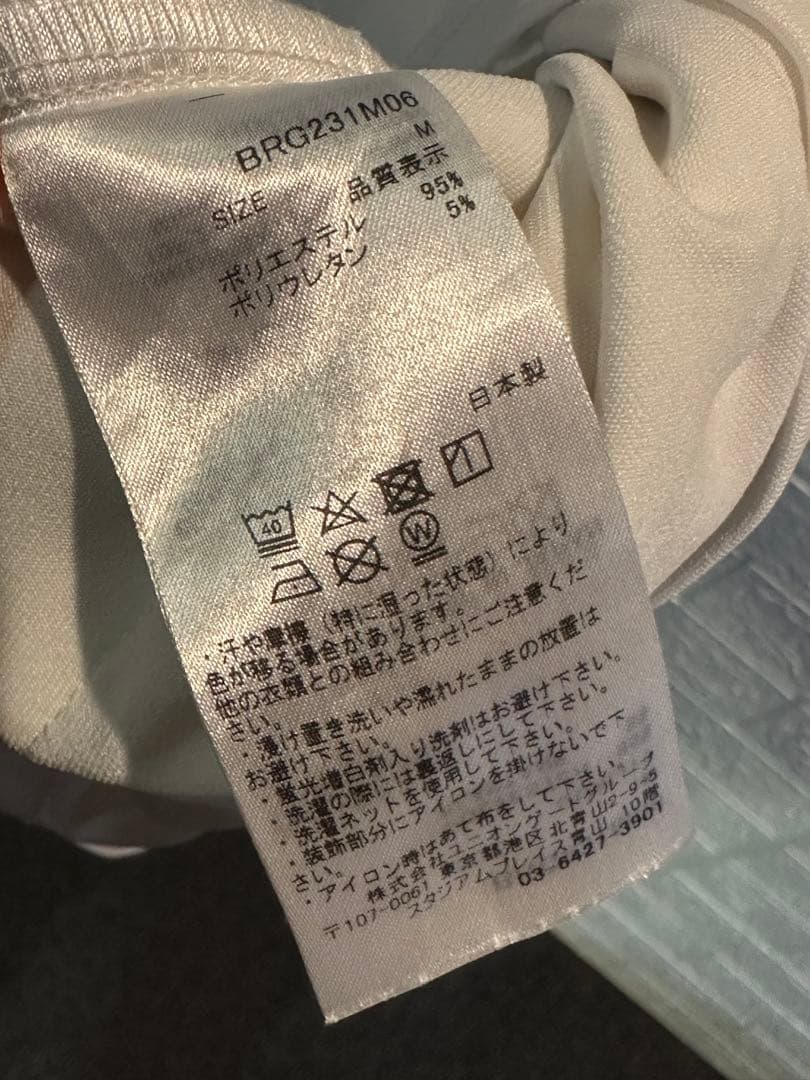 BRG231M06
SIZE M
品質表示
ポリエステル 95%
ポリウレタン 5%
日本製
40
W
・汗や摩擦(特に湿った状態)により
色が移る場合があります。
他の衣類との組み合わせにご注意くだ
さい。
・浸け置き洗いや濡れたままの放置は
お避け下さい。
・蛍光増白剤入り洗剤はお避け下さい。
・洗濯の際には裏返しにして下さい。
・洗濯ネットを使用して下さい。
・装飾部分にアイロンを掛けないで下
さい。
・アイロン時はあて布をして下さい。
株式会社ユニオンゲートグループ
〒107-0061 東京都港区北青山2-9-5
スタジアムプレイス青山 10階
03-6427-3901